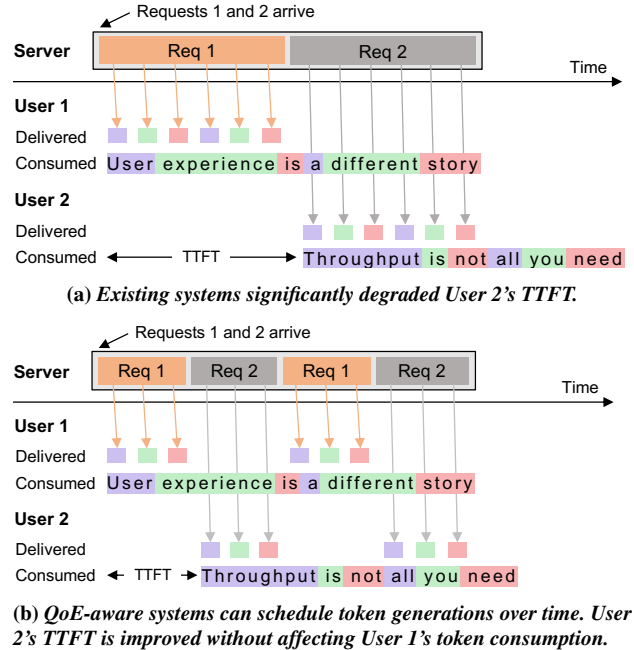 Requests 1 and 2 arrive
Server Req 1 Req 2
Time
User 1
Delivered
Consumed User experience is a different story
User 2
Delivered
Consumed TTFT Throughput is not all you need
(a) Existing systems significantly degraded User 2's TTFT.
Requests 1 and 2 arrive
Server Req 1 Req 2 Req 1 Req 2
Time
User 1
Delivered
Consumed User experience is a different story
User 2
Delivered
Consumed TTFT Throughput is not all you need
(b) QoE-aware systems can schedule token generations over time. User
2's TTFT is improved without affecting User 1's token consumption.